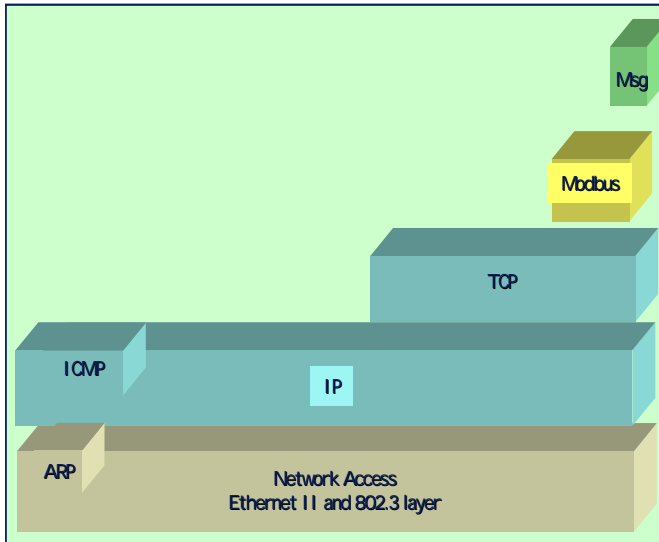 Msg
Modbus
TCP
ICMP
IP
ARP
Network Access
Ethernet II and 802.3 layer